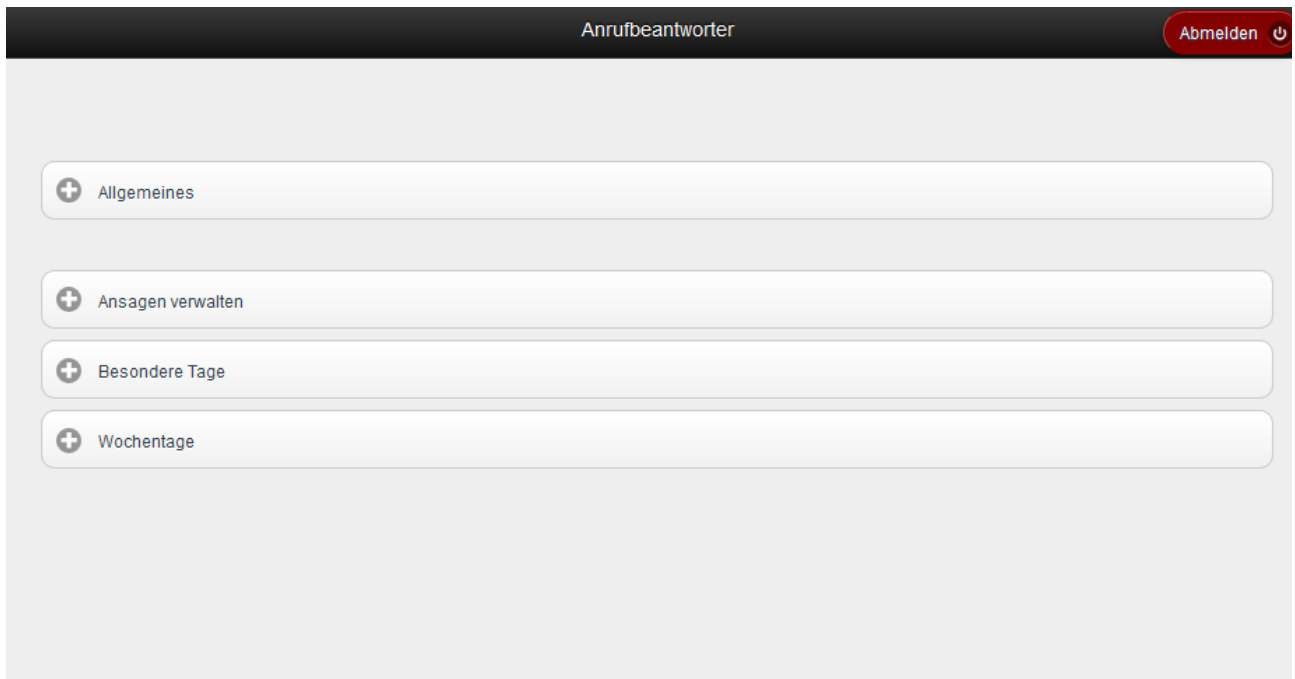 Anrufbeantworter
Abmelden
Allgemeines
Ansagen verwalten
Besondere Tage
Wochentage